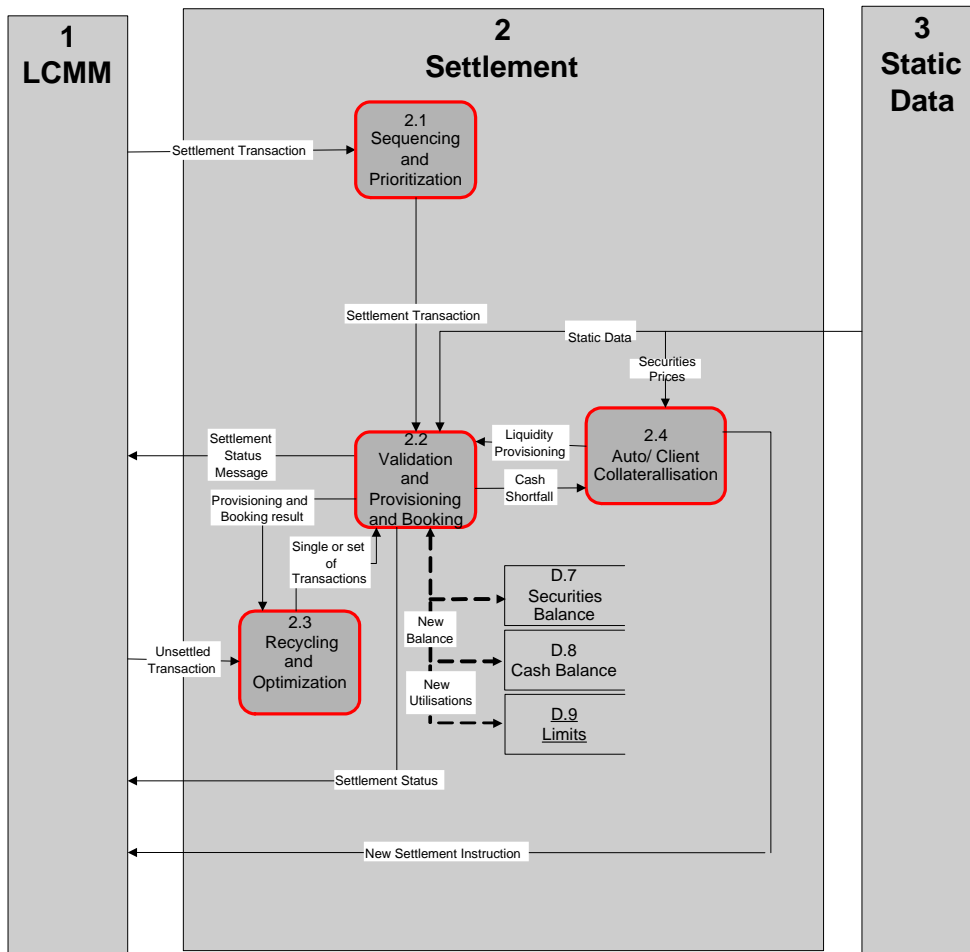 1
LCMM
2
Settlement
3
Static
Data
2.1
Sequencing
and
Prioritization
Settlement Transaction
Settlement Transaction
Static Data
Securities
Prices
2.2
Validation
and
Provisioning
and Booking
Liquidity
Provisioning
2.4
Auto/ Client
Collaterallisation
Settlement
Status
Message
Cash
Shortfall
Provisioning and
Booking result
Single or set
of
Transactions
D.7
Securities
Balance
New
Balance
2.3
Recycling
and
Optimization
Unsettled
Transaction
D.8
Cash Balance
New
Utilisations
D.9
Limits
Settlement Status
New Settlement Instruction